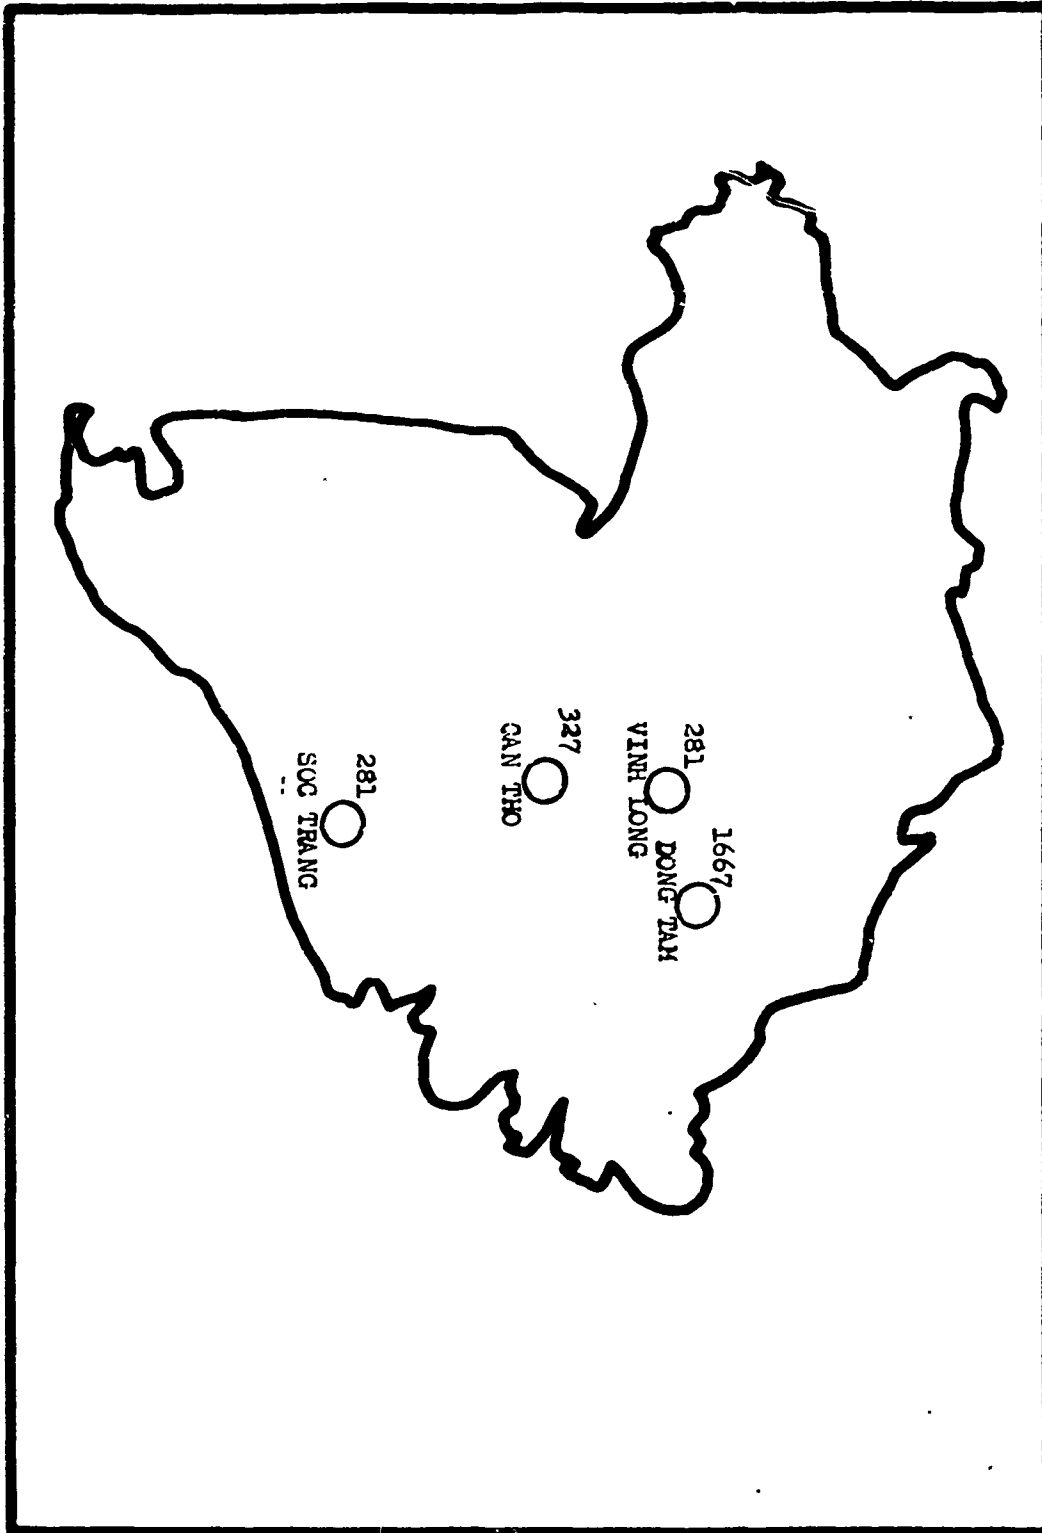 1667
DONG TAM
281
VINH LONG
327
CAN THO
281
SOC TRANG